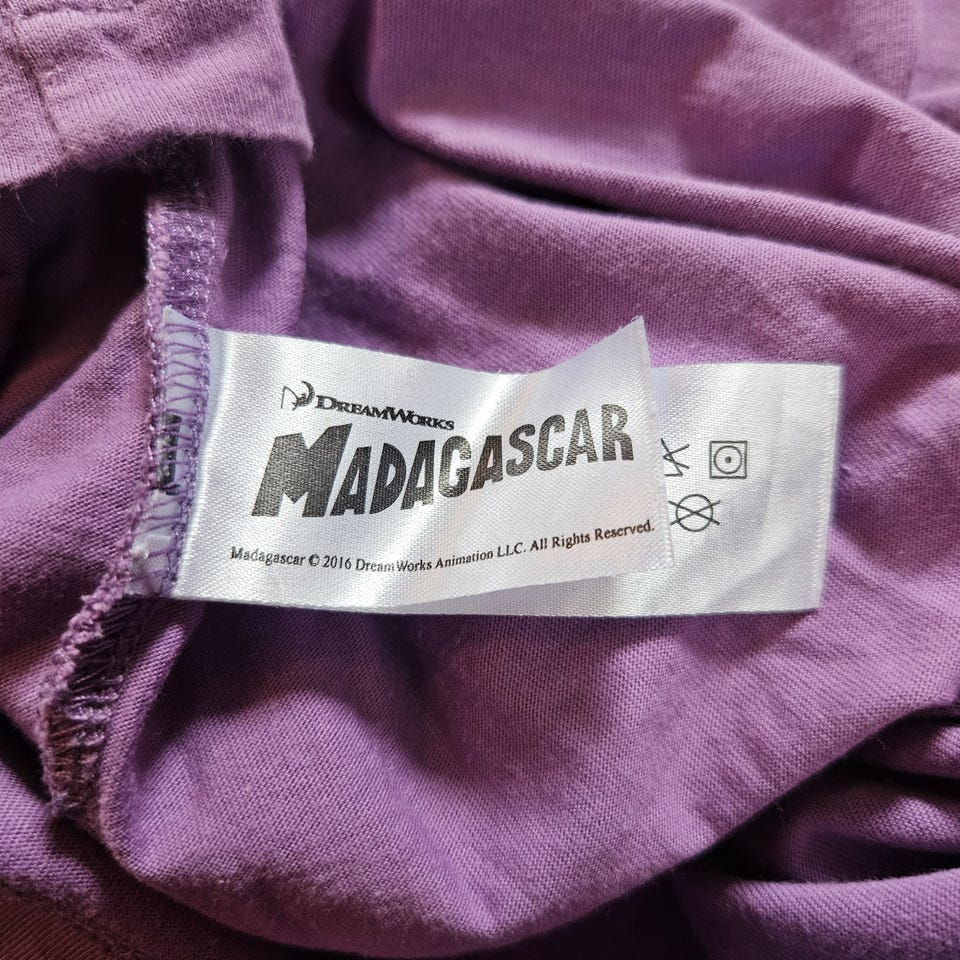 DREAMWORKS
MADAGASCAR
Madagascar © 2016 DreamWorks Animation LLC. All Rights Reserved.